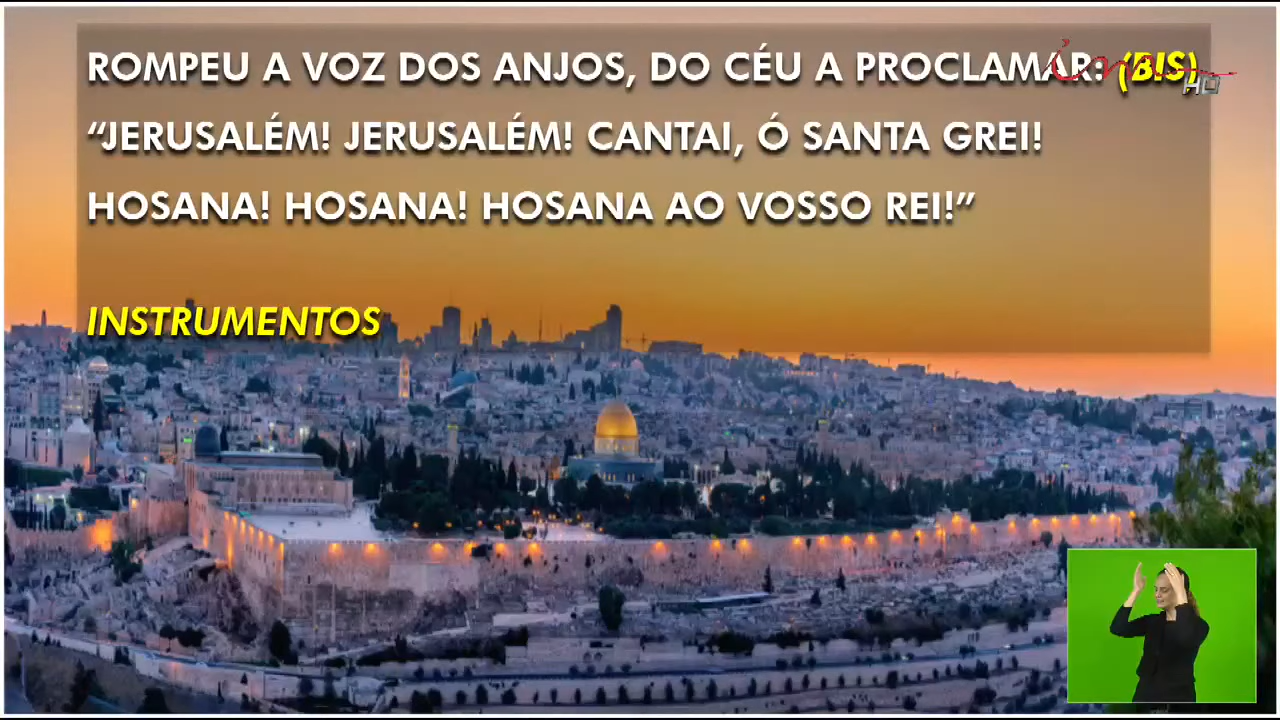 ROMPEU A VOZ DOS ANJOS, DO CÉU A PROCLAMAR: (BIS)
“JERUSALÉM! JERUSALÉM! CANTAI, Ó SANTA GREI!
HOSANA! HOSANA! HOSANA AO VOSSO REI!”
INSTRUMENTOS
HD